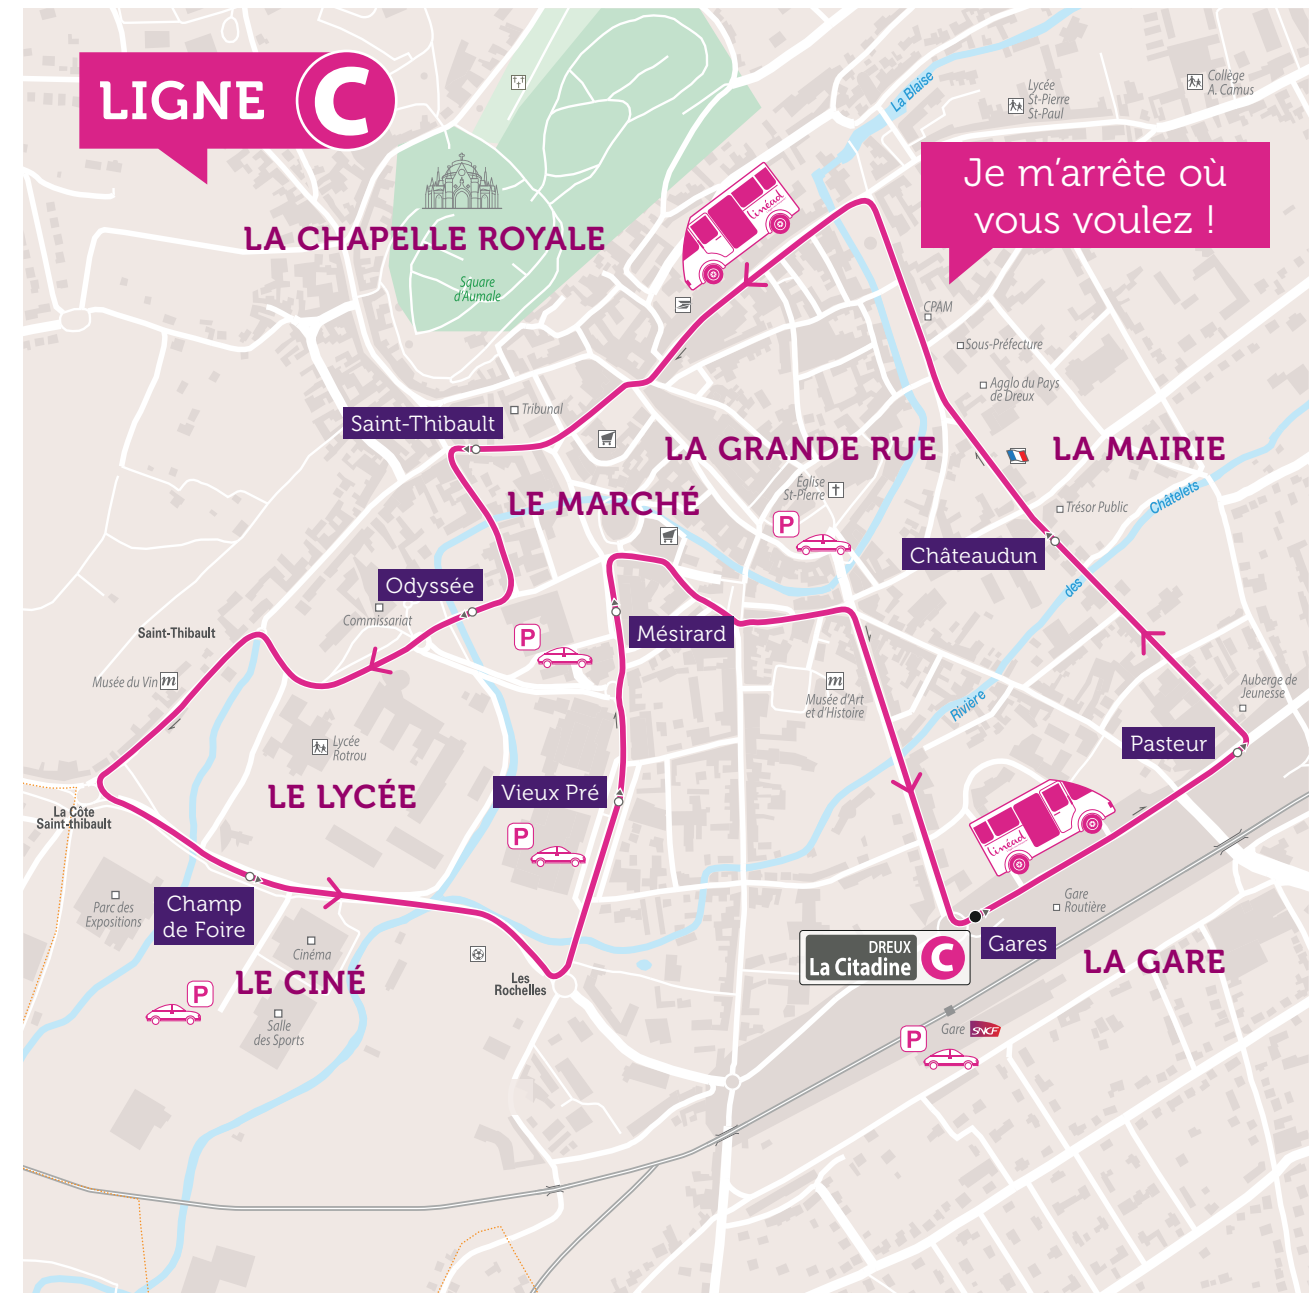 LIGNE C
La Blaise
Lycée
St-Pierre
St-Paul
Collège
A. Camus
Je m'arrête où
vous voulez !
linéad
LA CHAPELLE ROYALE
Square
d'Aumale
CPAM
Sous-Préfecture
Agglo du Pays
de Dreux
Tribunal
Saint-Thibault
LA GRANDE RUE
LA MAIRIE
Église
St-Pierre
LE MARCHÉ
P
Trésor Public
Châtelets
des
Rivière
Châteaudun
Odyssée
Commissariat
Saint-Thibault
P
Mésirard
Musée du Vin m
m
Musée d'Art
et d'Histoire
Auberge de
Jeunesse
Pasteur
Lycée
Rotrou
LE LYCÉE
Vieux Pré
La Côte
Saint-thibault
P
linéad
Champ
de Foire
Parc des
Expositions
Gare
Routière
Gares
DREUX
La Citadine C
LA GARE
Cinéma
LE CINÉ
Les
Rochelles
P
Salle
des Sports
Gare SNCF
P